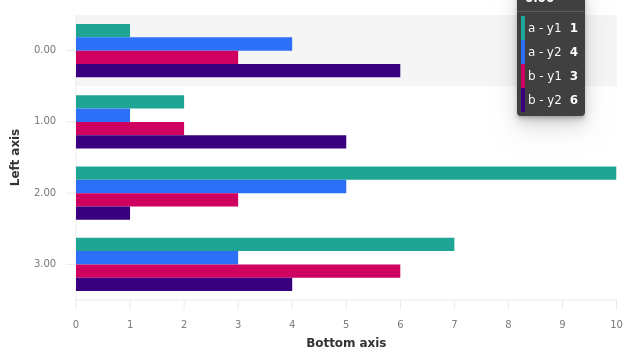 a - y1 1
a - y2 4
b - y1 3
b - y2 6
0.00
1.00
2.00
3.00
Left axis
0 1 2 3 4 5 6 7 8 9 10
Bottom axis